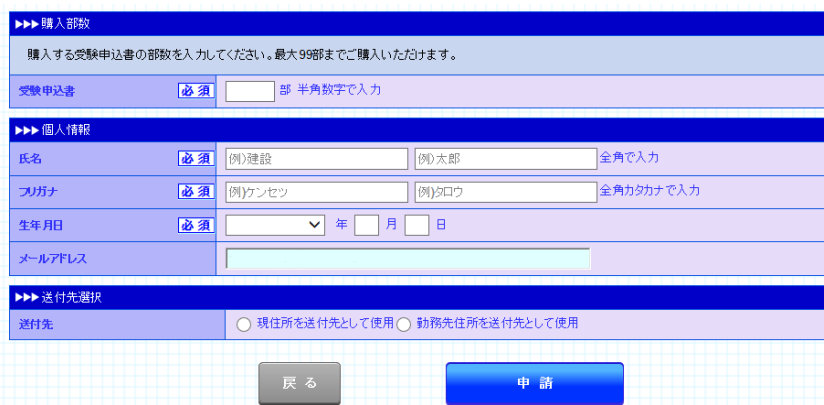 ▶▶▶購入部数
購入する受験申込書の部数を入力してください。最大99部までご購入いただけます。
受験申込書 必須 部 半角数字で入力
▶▶▶個人情報
氏名 必須 例)建設 例)太郎 全角で入力
フリガナ 必須 例)ケンセツ 例)タロウ 全角カタカナで入力
生年月日 必須 年 月 日
メールアドレス
▶▶▶送付先選択
送付先 現住所を送付先として使用 勤務先住所を送付先として使用
戻る 申請